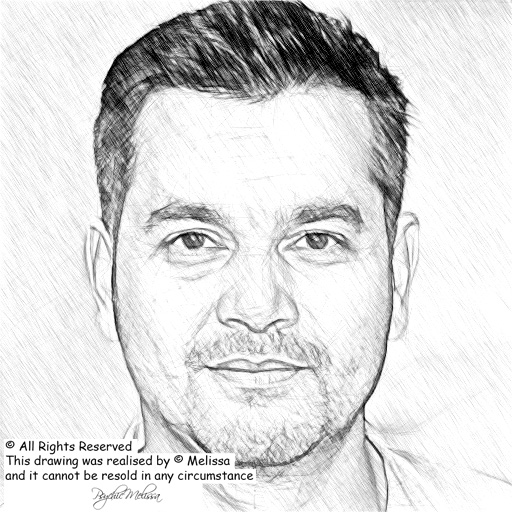 © All Rights Reserved
This drawing was realised by © Melissa
and it cannot be resold in any circumstance
Psychic Melissa